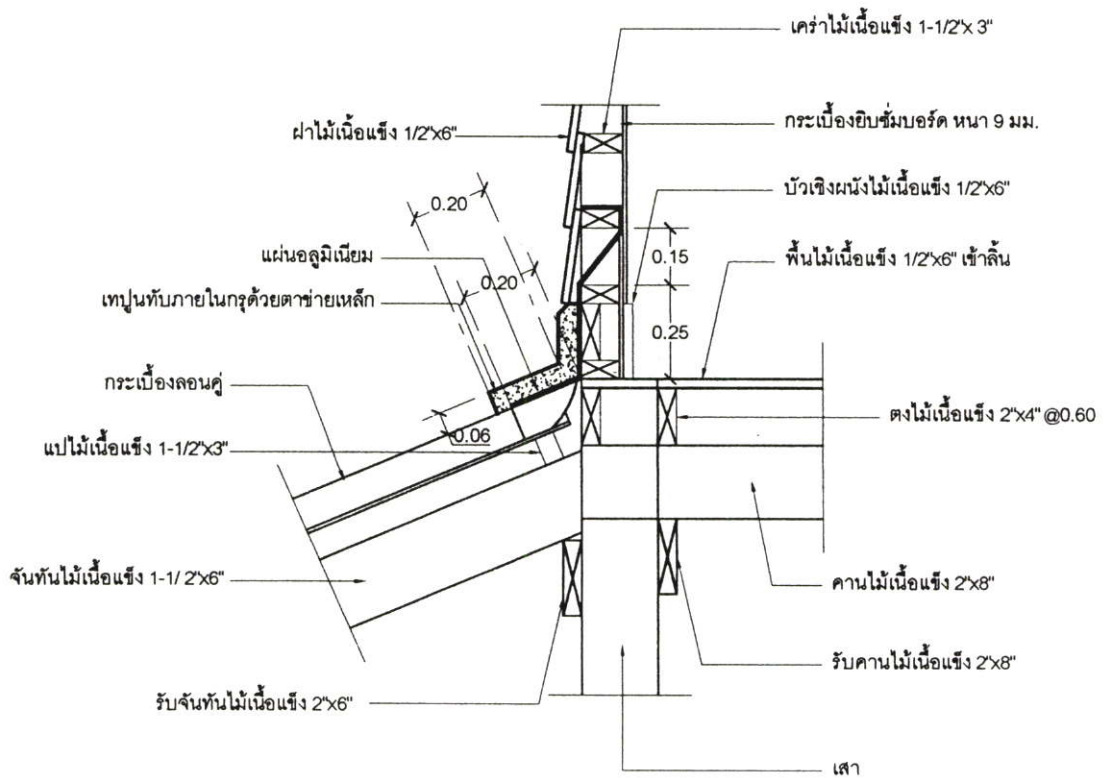 เคร่าไม้เนื้อแข็ง 1-1/2"x 3"
ฝาไม้เนื้อแข็ง 1/2"x6"
กระเบื้องยิบซั่มบอร์ด หนา 9 มม.
บัวเชิงผนังไม้เนื้อแข็ง 1/2"x6"
0.20
แผ่นอลูมิเนียม
0.15
พื้นไม้เนื้อแข็ง 1/2"x6" เข้าลิ้น
0.20
เทปูนทับภายในกรุด้วยตาข่ายเหล็ก
0.25
กระเบื้องลอนคู่
ตงไม้เนื้อแข็ง 2"x4" @0.60
0.06
แปไม้เนื้อแข็ง 1-1/2"x3"
จันทันไม้เนื้อแข็ง 1-1/ 2"x6"
คานไม้เนื้อแข็ง 2"x8"
รับคานไม้เนื้อแข็ง 2"x8"
รับจันทันไม้เนื้อแข็ง 2"x6"
เสา